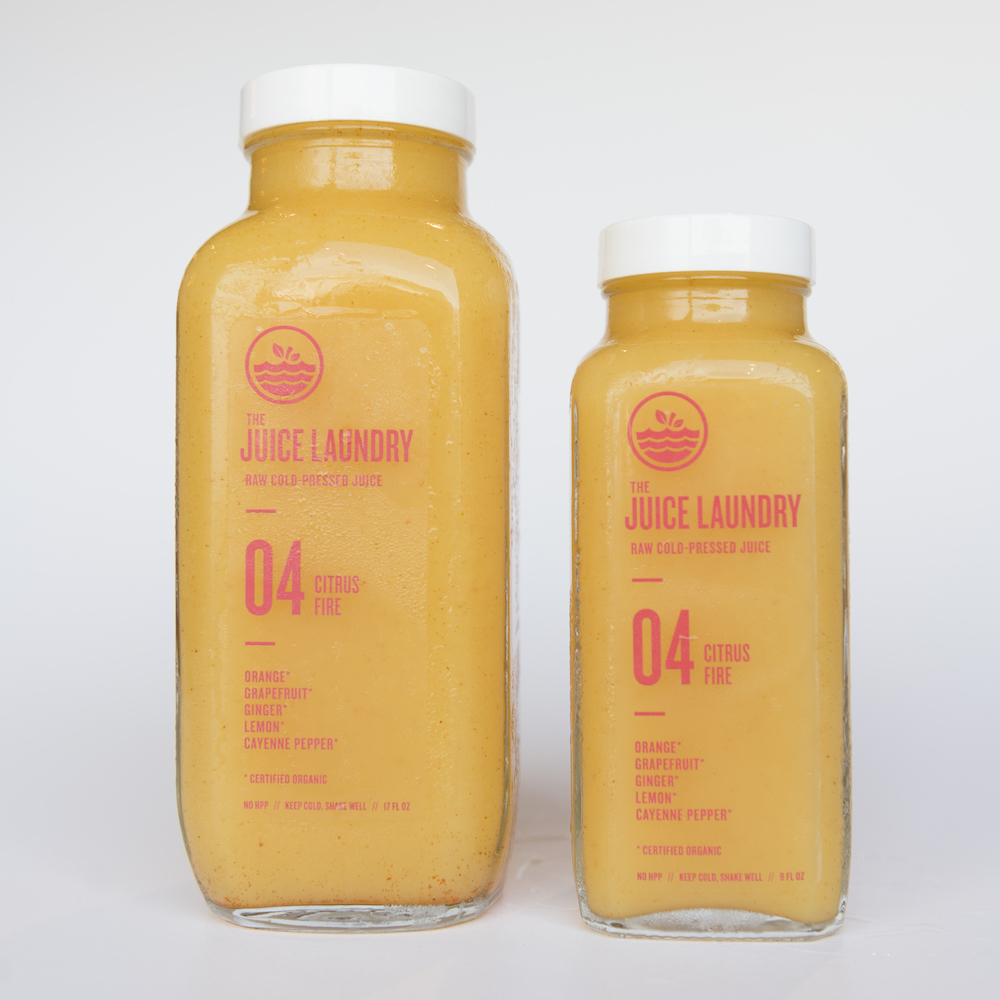 THE
JUICE LAUNDRY
RAW COLD-PRESSED JUICE
04 CITRUS
FIRE
ORANGE*
GRAPEFRUIT*
GINGER*
LEMON*
CAYENNE PEPPER*
* CERTIFIED ORGANIC
NO HPP // KEEP COLD, SHAKE WELL // 17 FL OZ
THE
JUICE LAUNDRY
RAW COLD-PRESSED JUICE
04 CITRUS
FIRE
ORANGE*
GRAPEFRUIT*
GINGER*
LEMON*
CAYENNE PEPPER*
* CERTIFIED ORGANIC
NO HPP // KEEP COLD, SHAKE WELL // 9 FL OZ